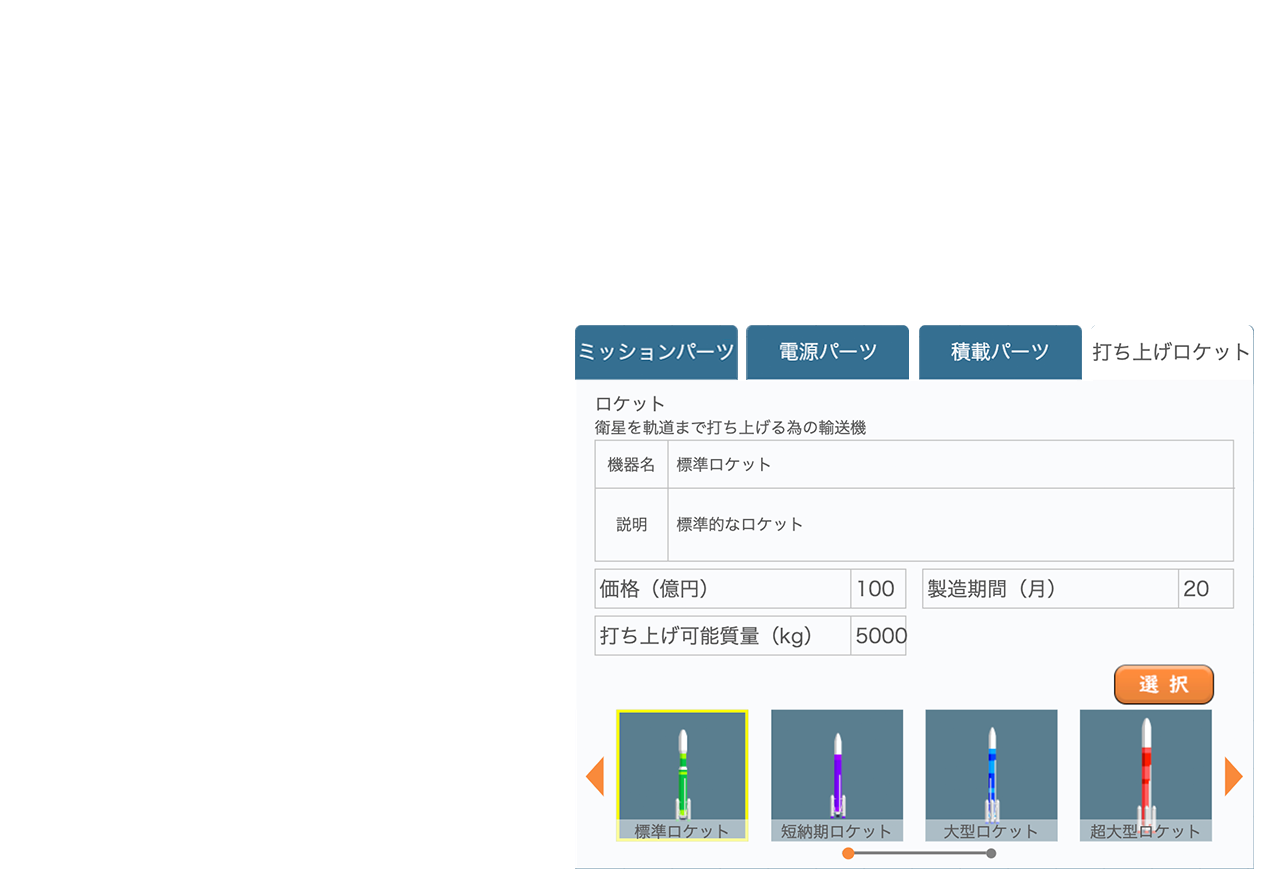 ミッションパーツ 電源パーツ 積載パーツ 打ち上げロケット
ロケット
衛星を軌道まで打ち上げる為の輸送機
機器名 標準ロケット
説明 標準的なロケット
価格（億円） 100 製造期間（月） 20
打ち上げ可能質量（kg） 5000
選択
標準ロケット 短納期ロケット 大型ロケット 超大型ロケット